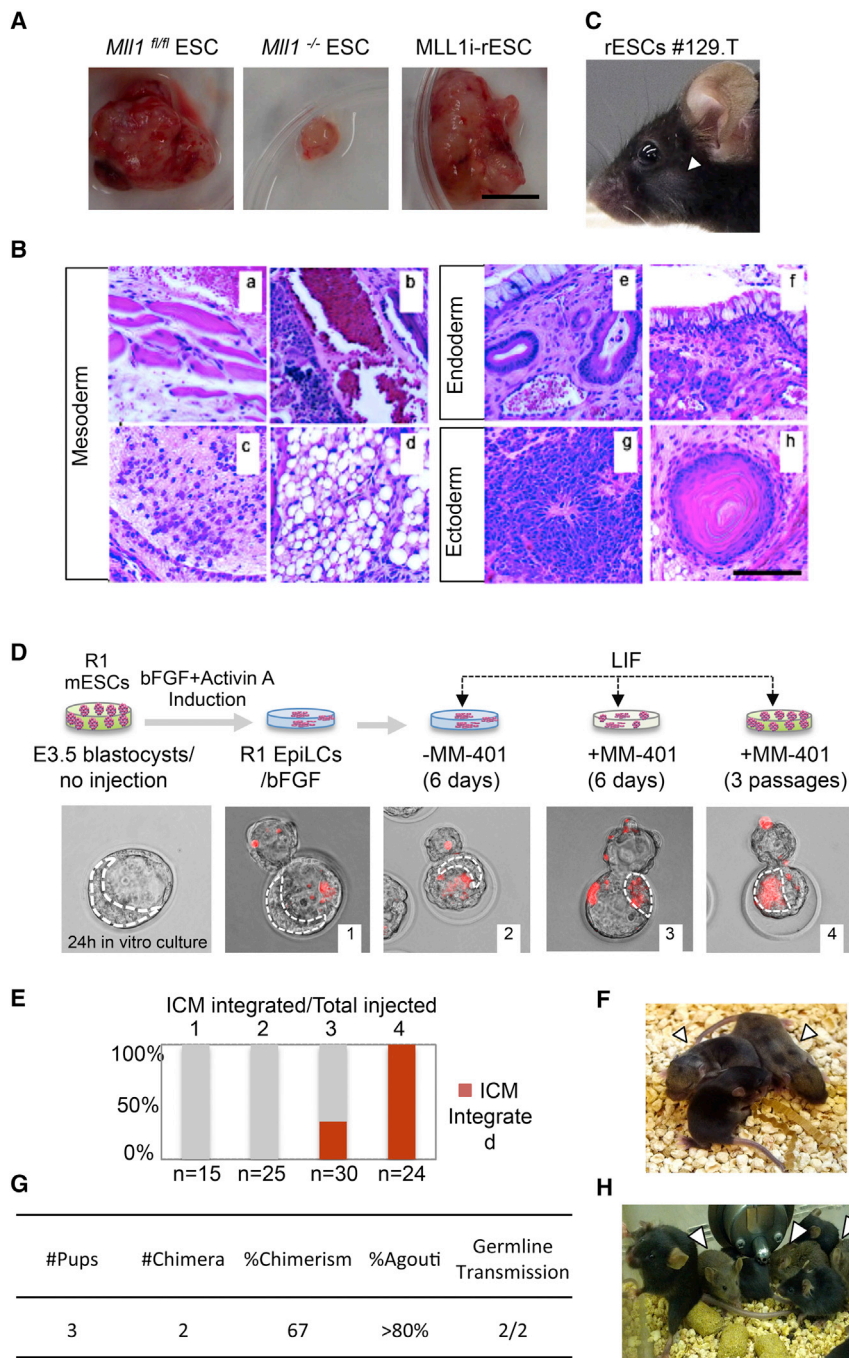 A
Mll1 fl/fl ESC
Mll1 -/- ESC
MLL1i-rESC
C
rESCs #129.T
B
Mesoderm
a
b
c
d
Endoderm
e
f
Ectoderm
g
h
D
R1
mESCs
bFGF+Activin A
Induction
LIF
E3.5 blastocysts/
no injection
R1 EpiLCs
/bFGF
-MM-401
(6 days)
+MM-401
(6 days)
+MM-401
(3 passages)
24h in vitro culture
1
2
3
4
E
ICM integrated/Total injected
1 2 3 4
100%
50%
0%
n=15 n=25 n=30 n=24
ICM
Integrate
d
F
G
#Pups #Chimera %Chimerism %Agouti Germline
Transmission
3 2 67 >80% 2/2
H